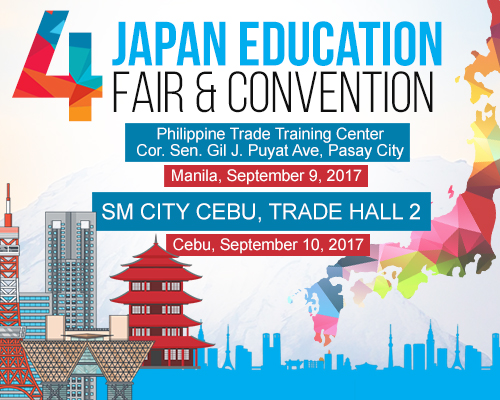 4 JAPAN EDUCATION
FAIR & CONVENTION
Philippine Trade Training Center
Cor. Sen. Gil J. Puyat Ave, Pasay City
Manila, September 9, 2017
SM CITY CEBU, TRADE HALL 2
Cebu, September 10, 2017